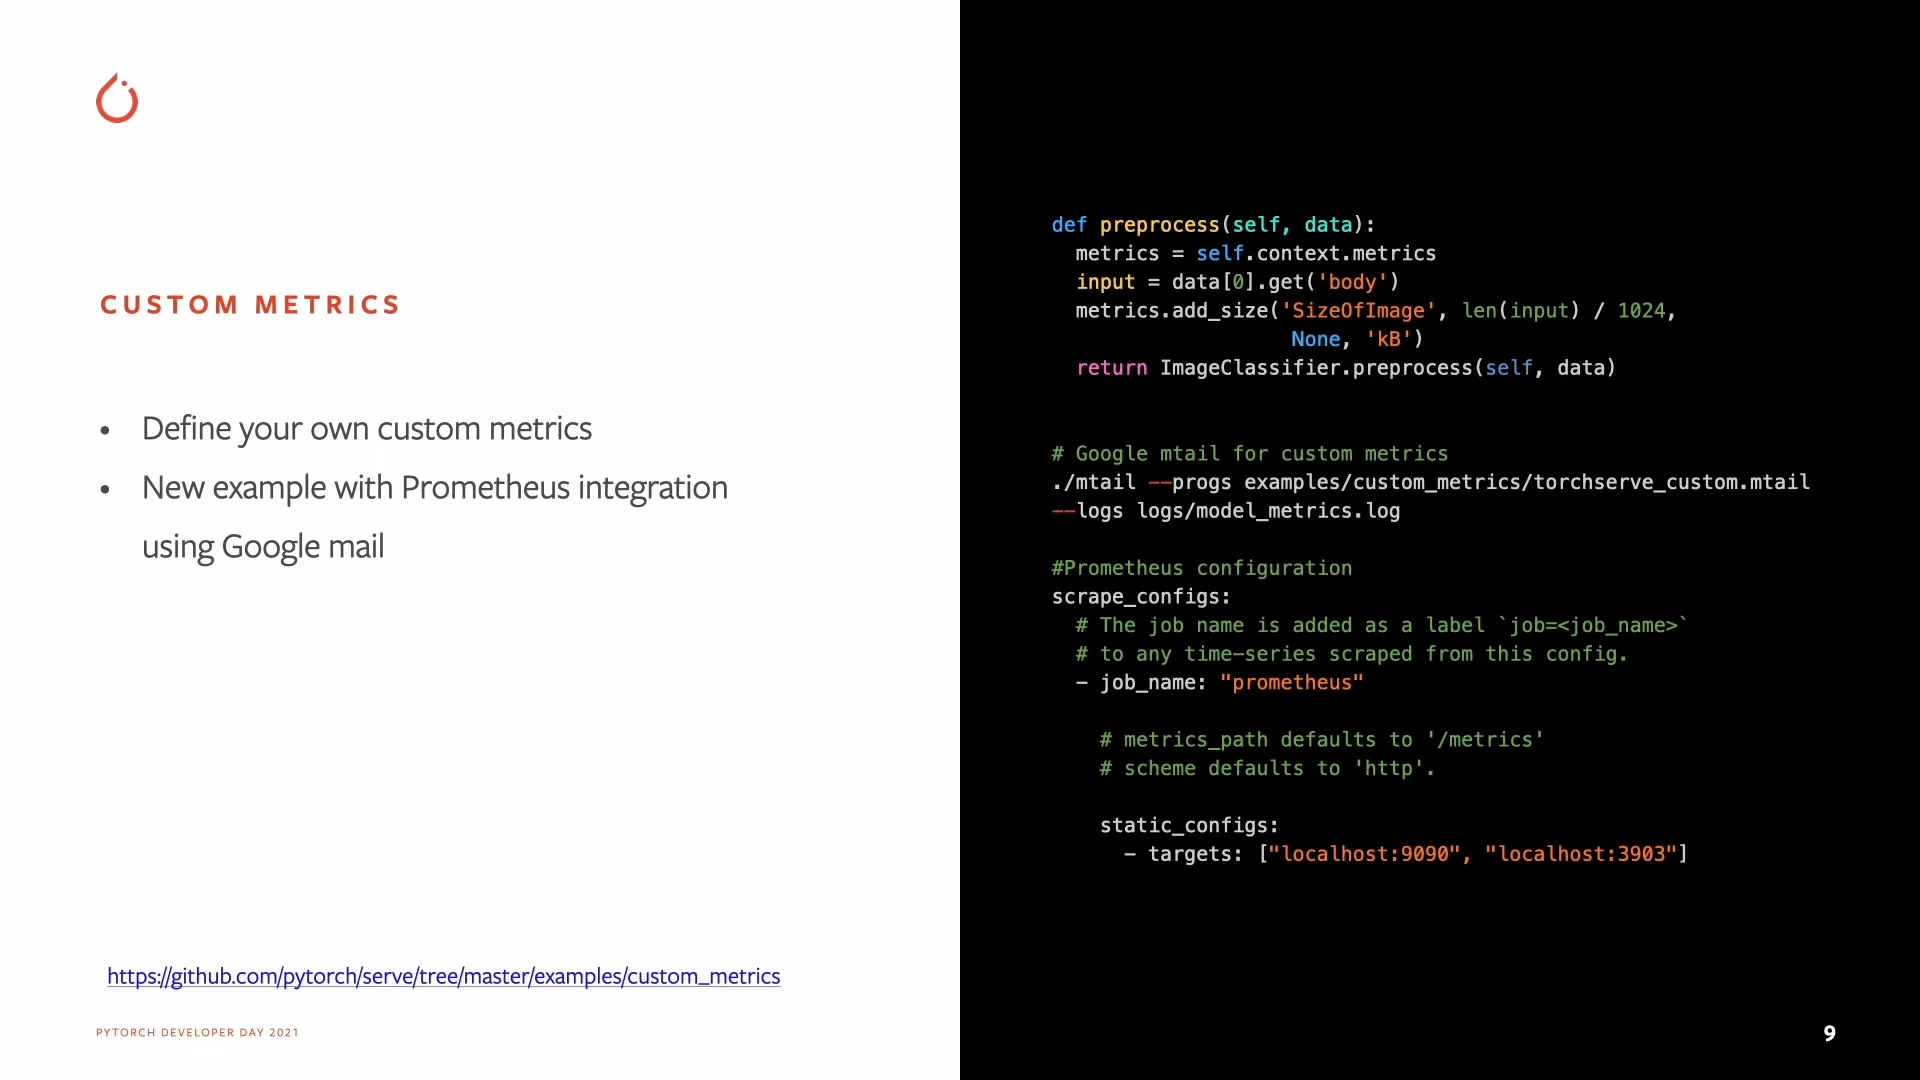 CUSTOM METRICS
• Define your own custom metrics
• New example with Prometheus integration
using Google mail
https://github.com/pytorch/serve/tree/master/examples/custom_metrics
PYTORCH DEVELOPER DAY 2021
def preprocess(self, data):
  metrics = self.context.metrics
  input = data[0].get('body')
  metrics.add_size('SizeOfImage', len(input) / 1024,
                    None, 'kB')
  return ImageClassifier.preprocess(self, data)
# Google mtail for custom metrics
./mtail --progs examples/custom_metrics/torchserve_custom.mtail
--logs logs/model_metrics.log
#Prometheus configuration
scrape_configs:
  # The job name is added as a label `job=<job_name>`
  # to any time-series scraped from this config.
  - job_name: "prometheus"
    # metrics_path defaults to '/metrics'
    # scheme defaults to 'http'.
    static_configs:
      - targets: ["localhost:9090", "localhost:3903"]
9